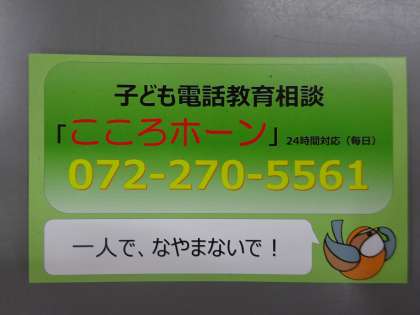 子ども電話教育相談
「こころホーン」24時間対応（毎日）
072-270-5561
一人で、なやまないで！